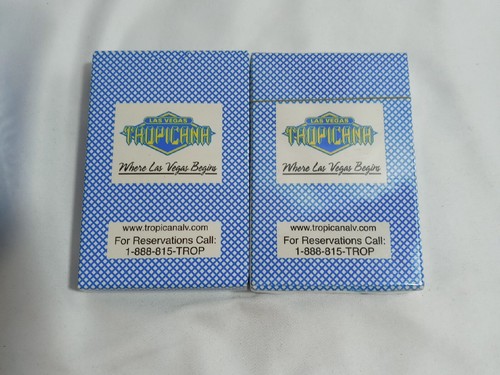 LAS VEGAS
TROPICANA
Where Las Vegas Begins
www.tropicanalv.com
For Reservations Call:
1-888-815-TROP
LAS VEGAS
TROPICANA
Where Las Vegas Begins
www.tropicanalv.com
For Reservations Call:
1-888-815-TROP